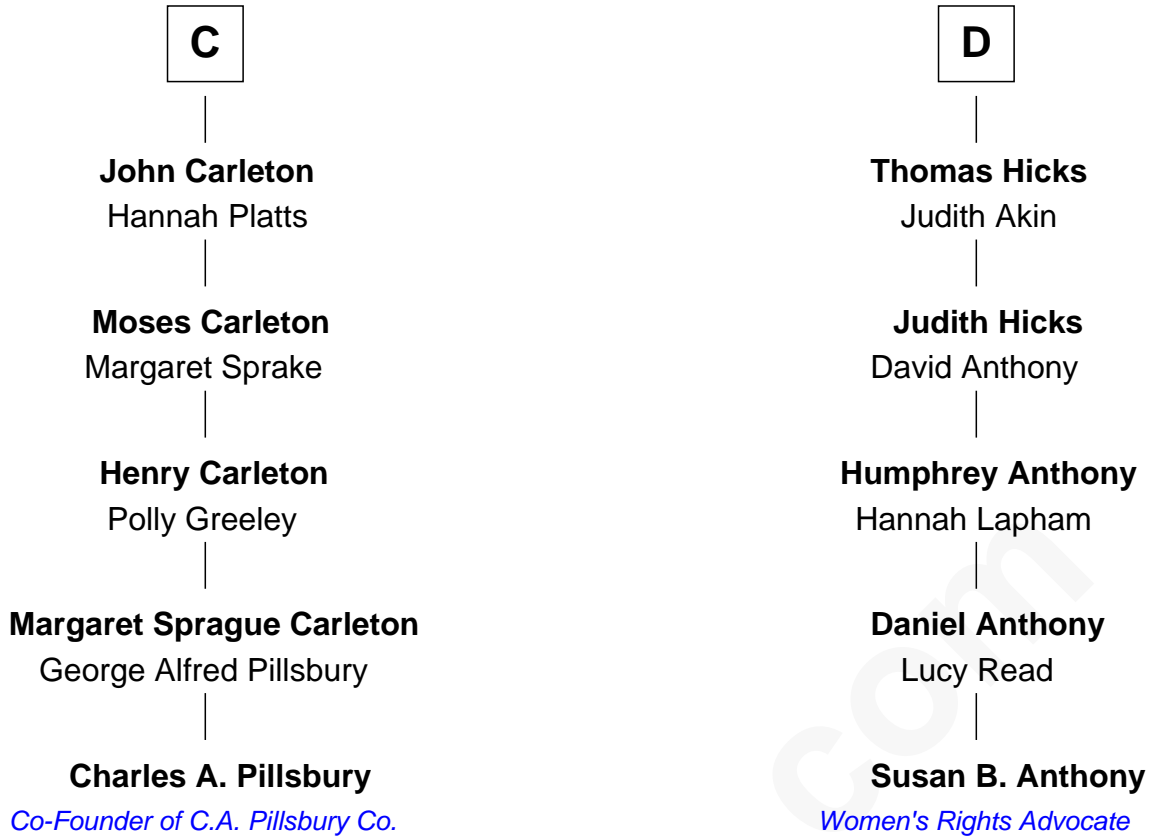 C
John Carleton
Hannah Platts
Moses Carleton
Margaret Sprake
Henry Carleton
Polly Greeley
Margaret Sprague Carleton
George Alfred Pillsbury
Charles A. Pillsbury
Co-Founder of C.A. Pillsbury Co.
D
Thomas Hicks
Judith Akin
Judith Hicks
David Anthony
Humphrey Anthony
Hannah Lapham
Daniel Anthony
Lucy Read
Susan B. Anthony
Women's Rights Advocate
com